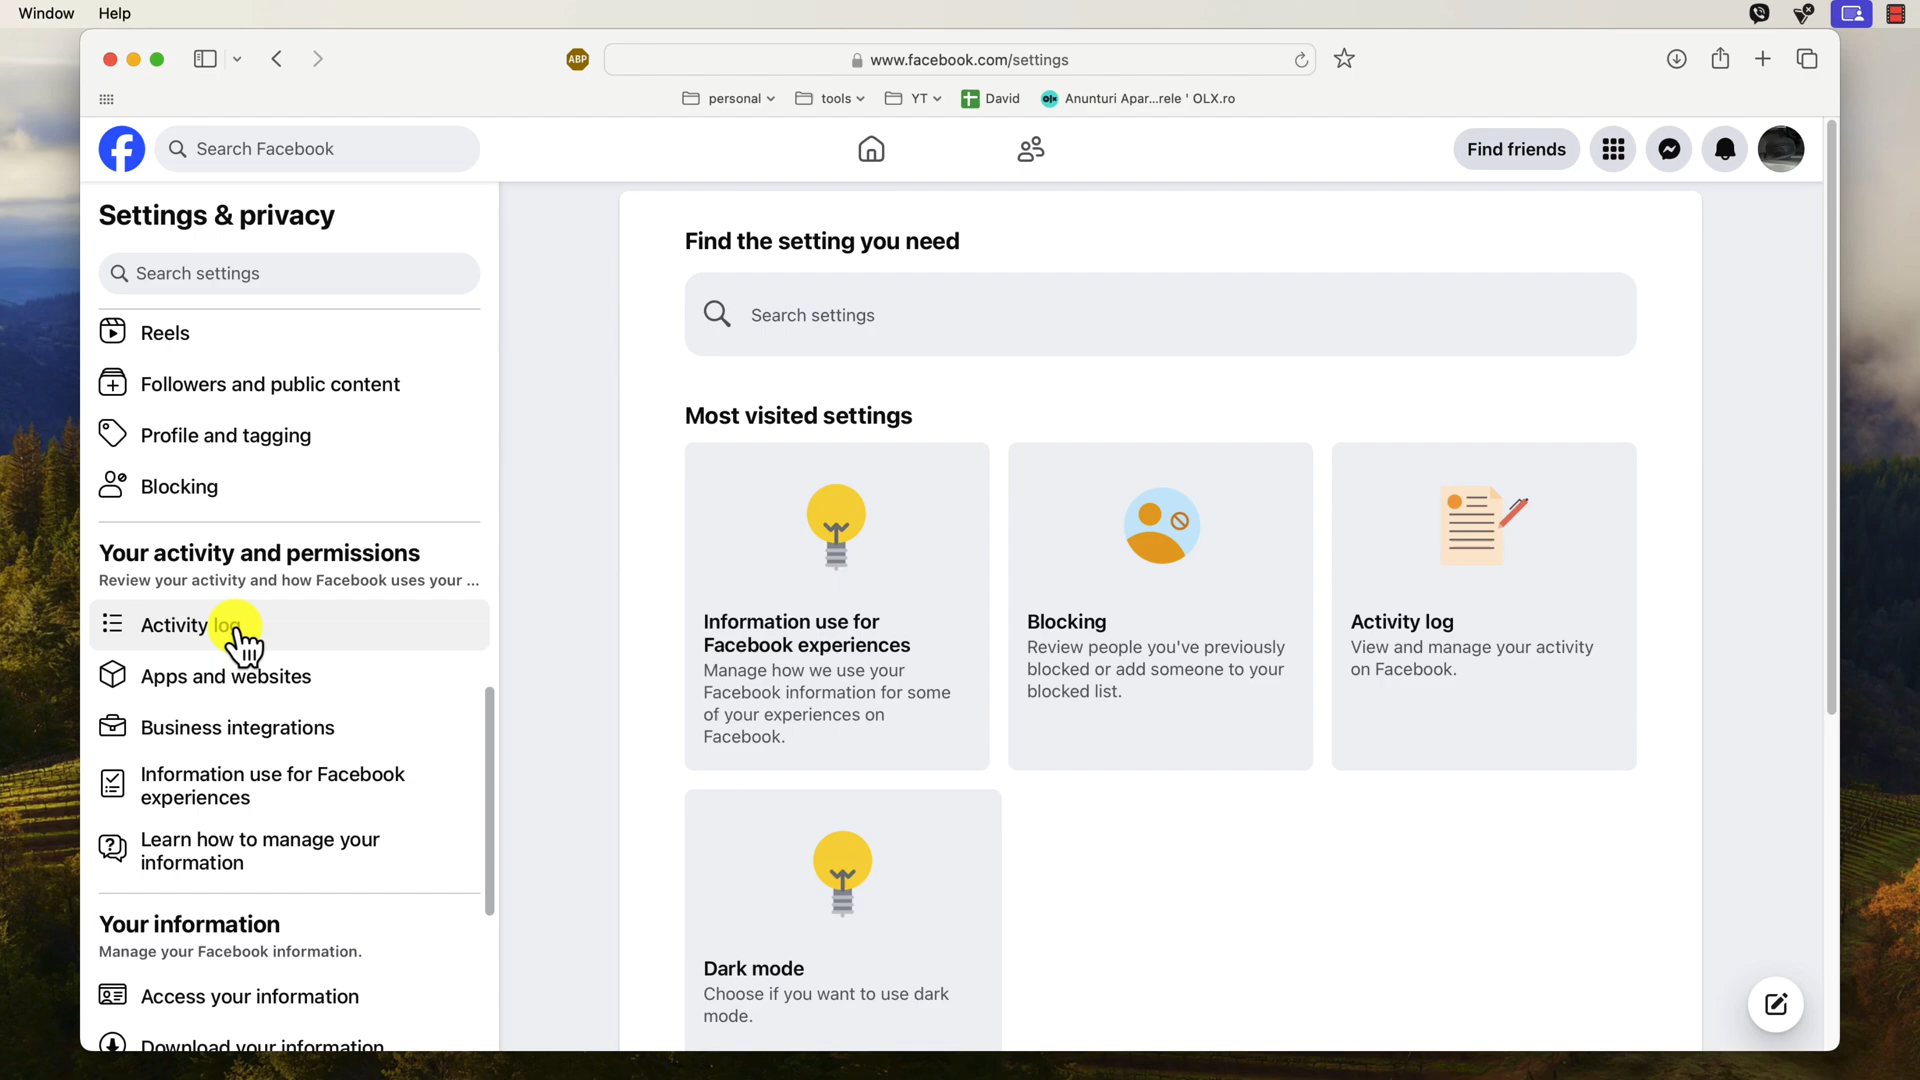 Window Help
ABP
www.facebook.com/settings
personal
tools
YT
David
olx
Anunturi Apar...rele ' OLX.ro
Search Facebook
Find friends
Settings & privacy
Search settings
Reels
Followers and public content
Profile and tagging
Blocking
Your activity and permissions
Review your activity and how Facebook uses your ...
Activity log
Apps and websites
Business integrations
Information use for Facebook
experiences
Learn how to manage your
information
Your information
Manage your Facebook information.
Access your information
Download your information
Find the setting you need
Search settings
Most visited settings
Information use for
Facebook experiences
Manage how we use your
Facebook information for some
of your experiences on
Facebook.
Blocking
Review people you've previously
blocked or add someone to your
blocked list.
Activity log
View and manage your activity
on Facebook.
Dark mode
Choose if you want to use dark
mode.